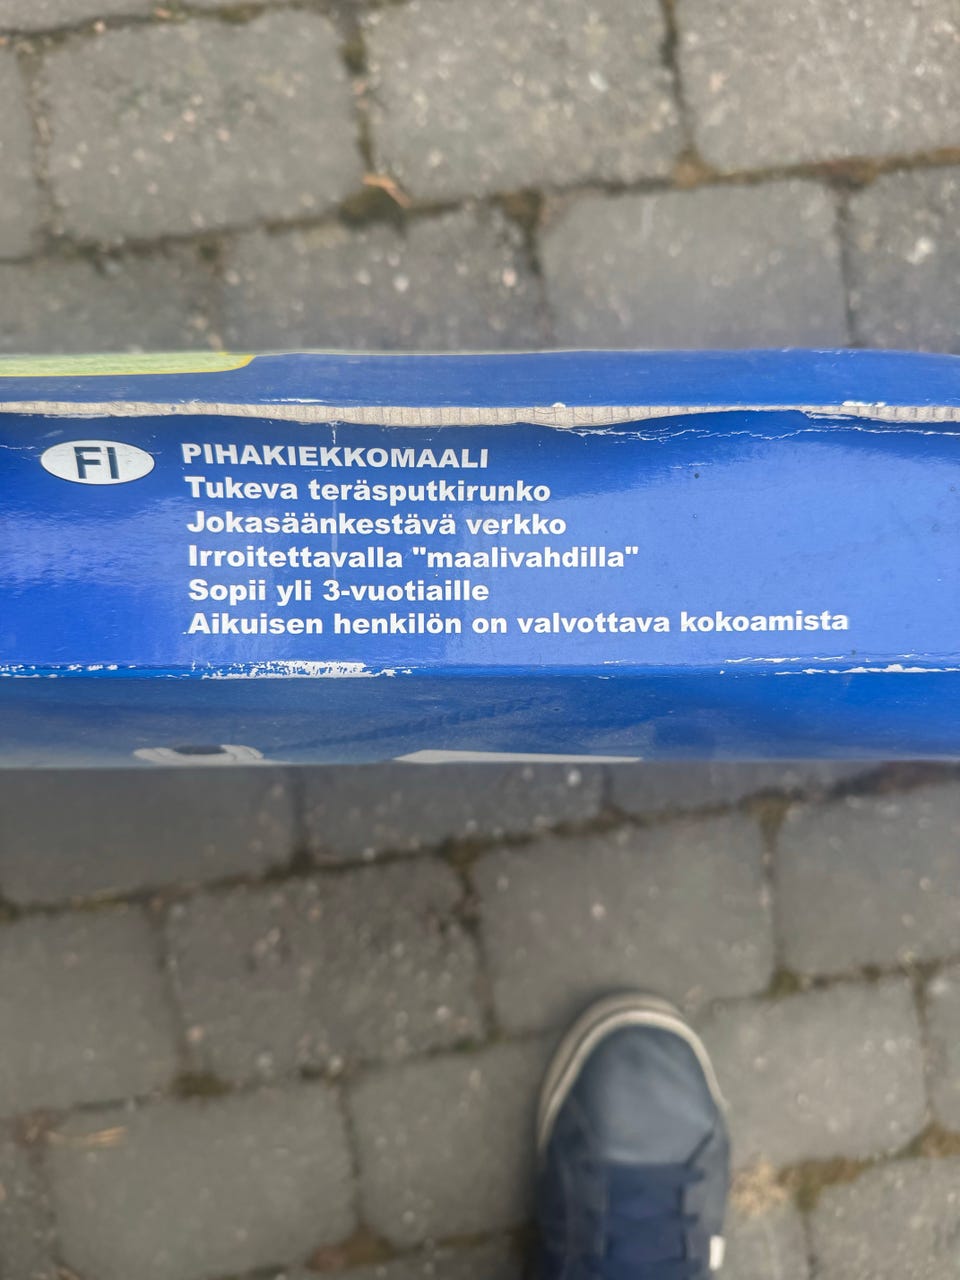 FI
PIHAKIEKKOMAALI
Tukeva teräsputkirunko
Jokasäänkestävä verkko
Irroitettavalla "maalivahdilla"
Sopii yli 3-vuotiaille
Aikuisen henkilön on valvottava kokoamista